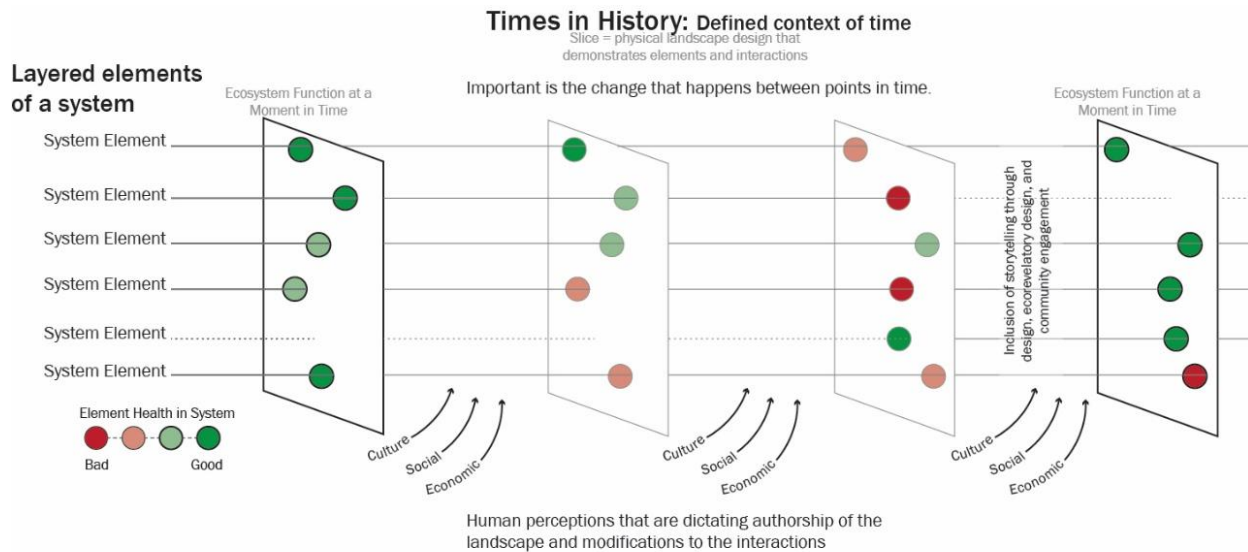 Times in History: Defined context of time
Slice = physical landscape design that
demonstrates elements and interactions
Layered elements
of a system
Important is the change that happens between points in time.
Ecosystem Function at a
Moment in Time
Ecosystem Function at a
Moment in Time
System Element
System Element
System Element
System Element
System Element
System Element
Inclusion of storytelling through
design, ecorevelatory design, and
community engagement
Element Health in System
Bad
Good
Culture
Social
Economic
Culture
Social
Economic
Culture
Social
Economic
Human perceptions that are dictating authorship of the
landscape and modifications to the interactions